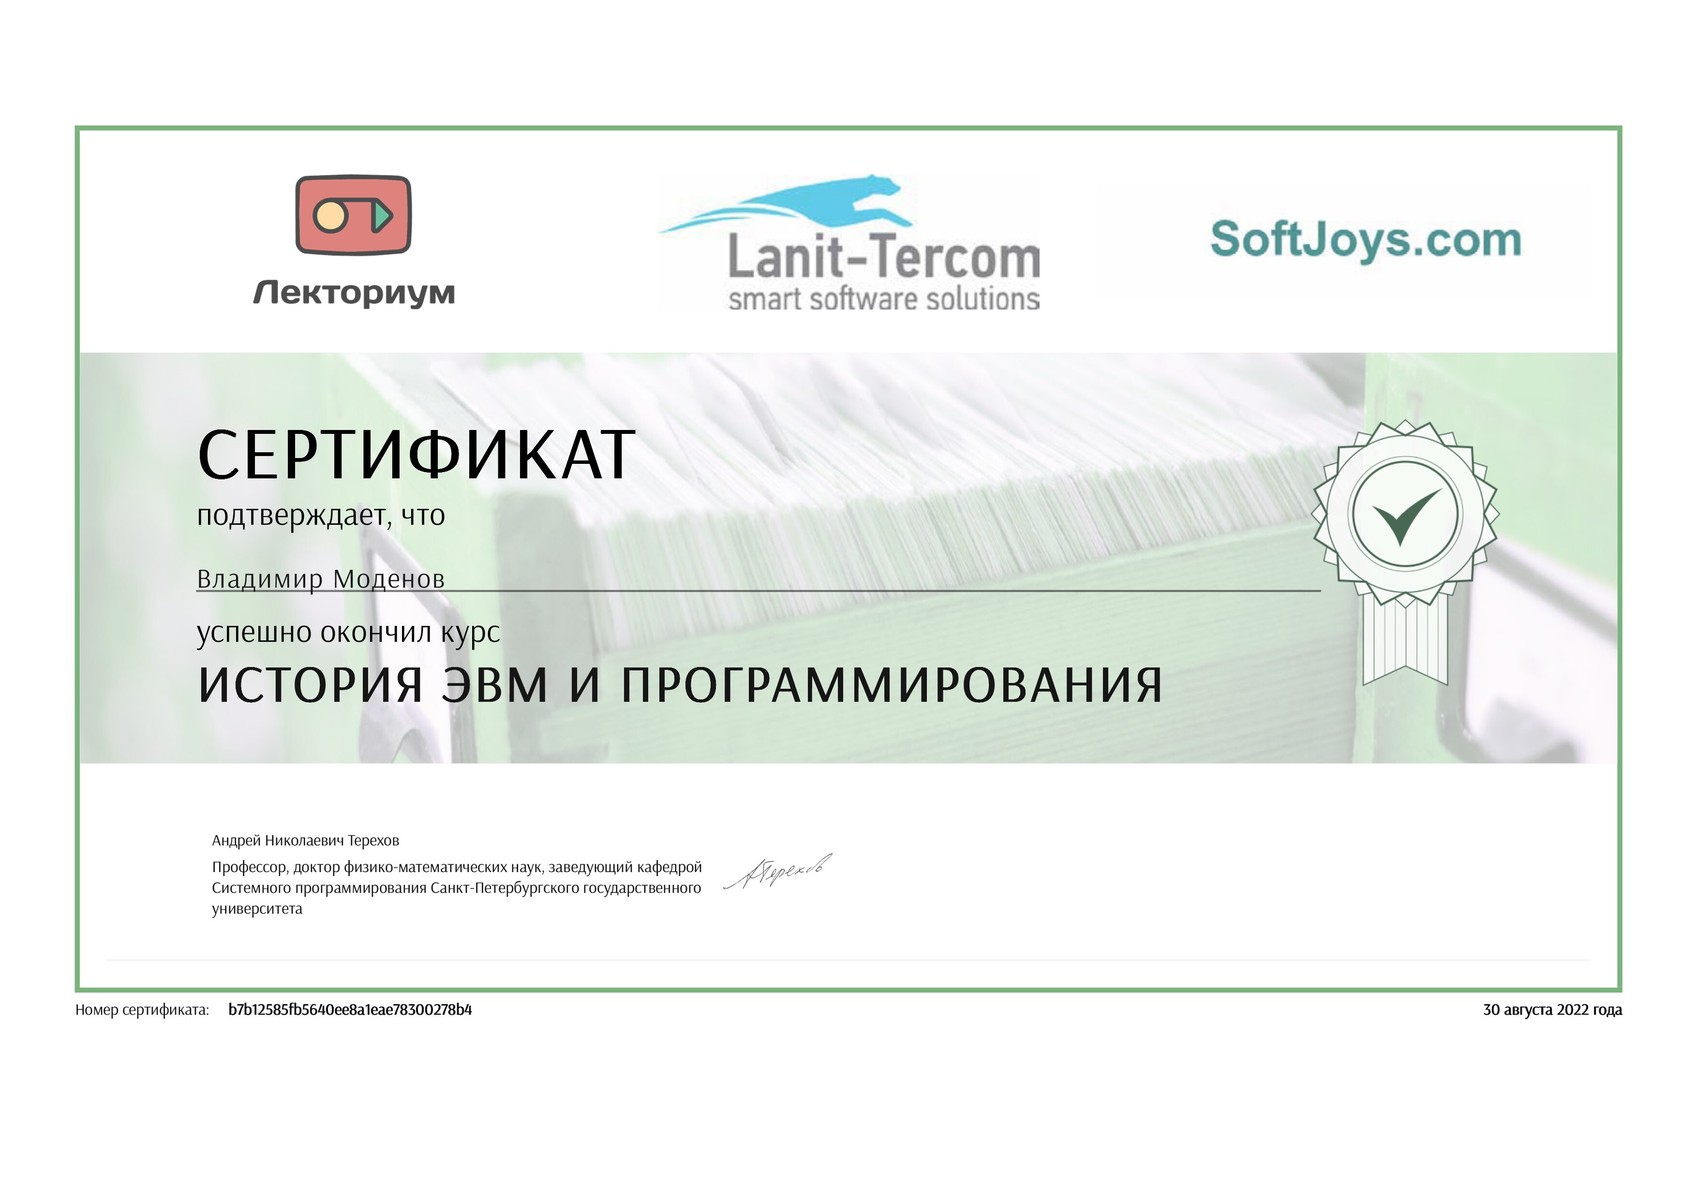 Лекториум
Lanit-Tercom
smart software solutions
SoftJoys.com
СЕРТИФИКАТ
подтверждает, что
Владимир Моденов
успешно окончил курс
ИСТОРИЯ ЭВМ И ПРОГРАММИРОВАНИЯ
Андрей Николаевич Терехов
Профессор, доктор физико-математических наук, заведующий кафедрой
Системного программирования Санкт-Петербургского государственного
университета
АТерехов
Номер сертификата: b7b12585fb5640ee8a1eae78300278b4
30 августа 2022 года